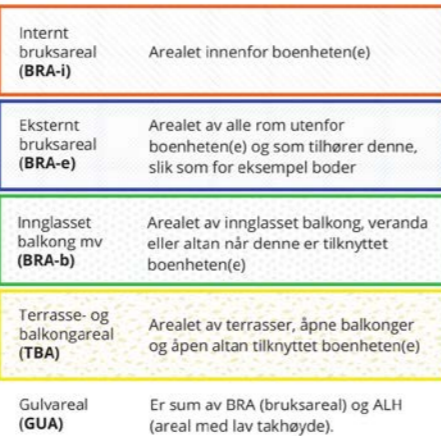 Internt
bruksareal
(BRA-i)
Arealet innenfor boenheten(e)
Eksternt
bruksareal
(BRA-e)
Arealet av alle rom utenfor
boenheten(e) og som tilhører denne,
slik som for eksempel boder
Innglasset
balkong mv
(BRA-b)
Arealet av innglasset balkong, veranda
eller altan når denne er tilknyttet
boenheten(e)
Terrasse- og
balkongareal
(TBA)
Arealet av terrasser, åpne balkonger
og åpen altan tilknyttet boenheten(e)
Gulvareal
(GUA)
Er sum av BRA (bruksareal) og ALH
(areal med lav takhøyde).